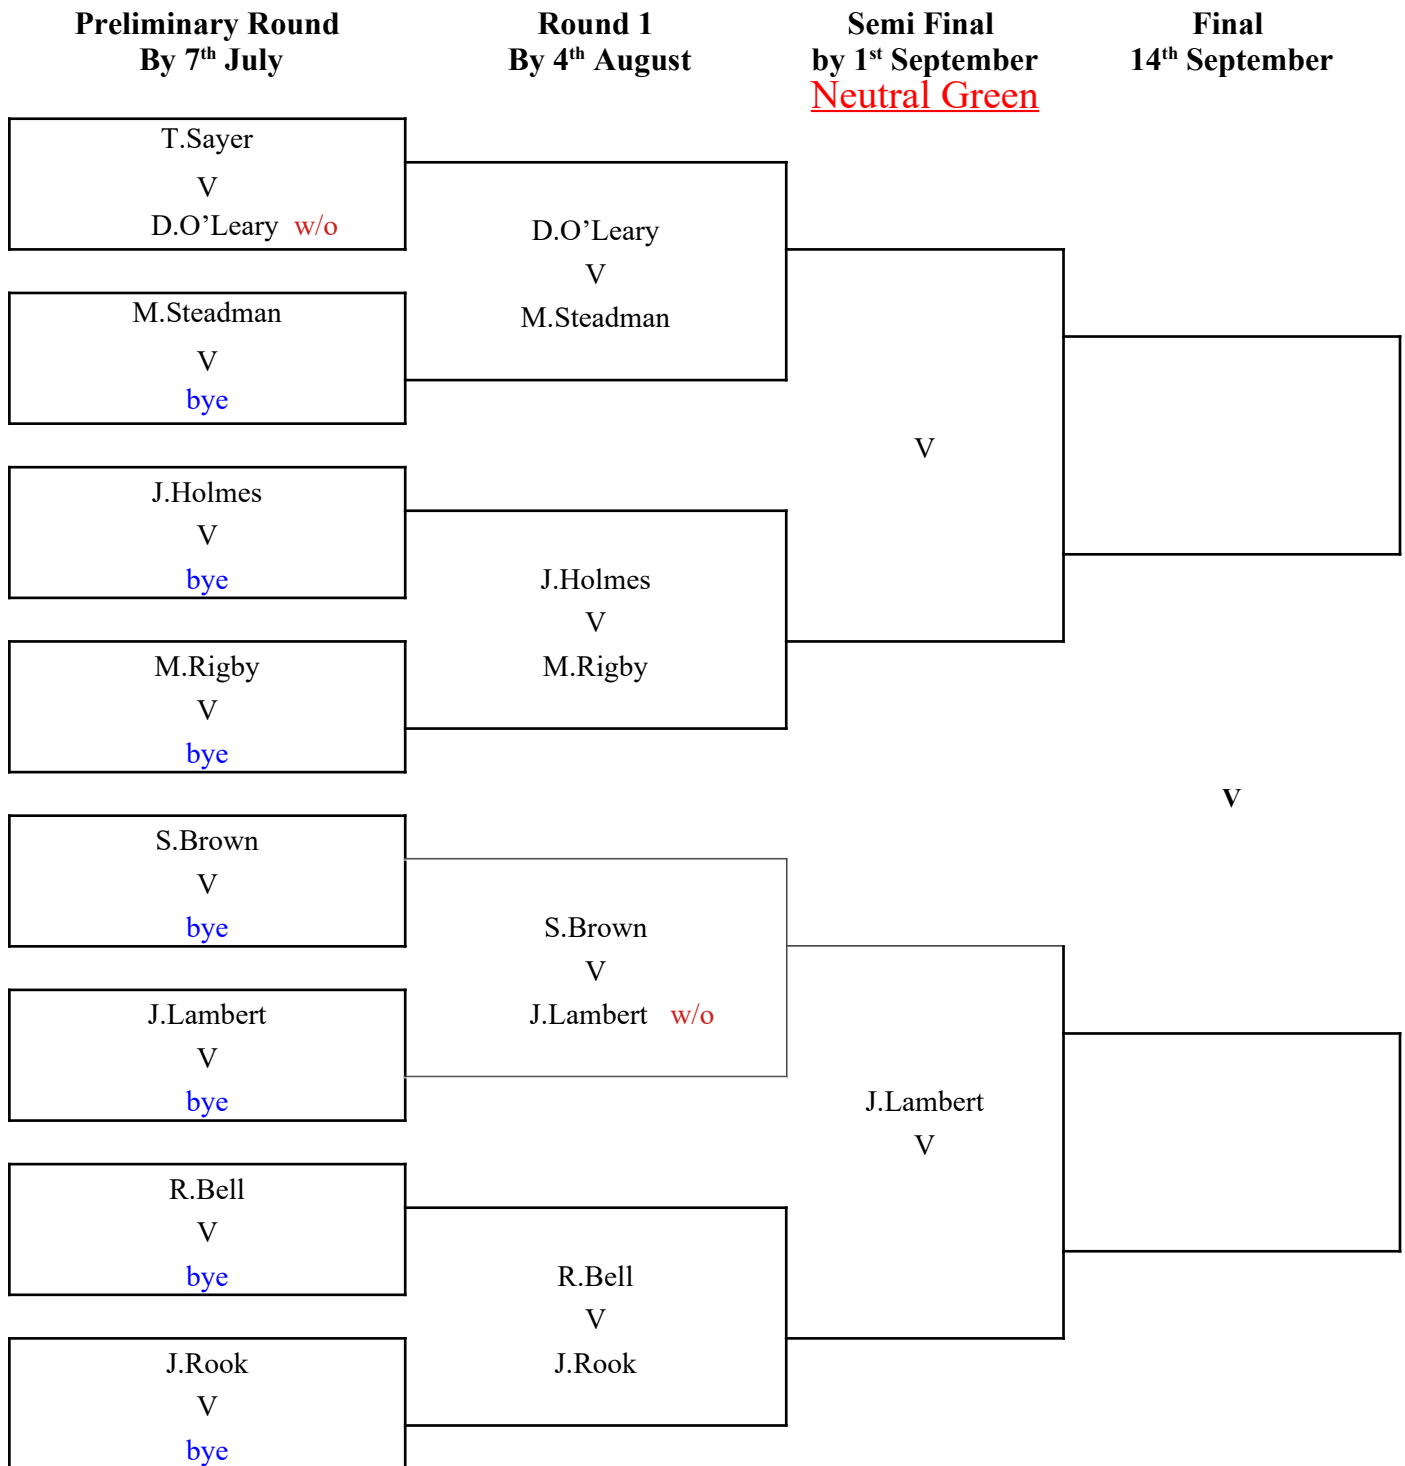 Preliminary Round
By 7th July
Round 1
By 4th August
Semi Final
by 1st September
Neutral Green
Final
14th September
T.Sayer
V
D.O’Leary w/o
M.Steadman
V
bye
J.Holmes
V
bye
M.Rigby
V
bye
S.Brown
V
bye
J.Lambert
V
bye
R.Bell
V
bye
J.Rook
V
bye
D.O’Leary
V
M.Steadman
J.Holmes
V
M.Rigby
S.Brown
V
J.Lambert w/o
R.Bell
V
J.Rook
V
J.Lambert
V
V